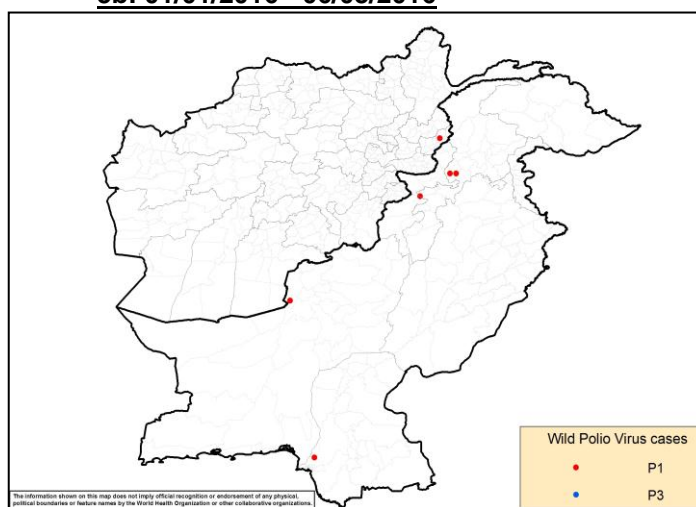 Wild Polio Virus cases
P1
P3
The information shown on this map does not imply official recognition or endorsement of any physical,
political boundaries or feature names by the World Health Organization or other collaborative organizations.